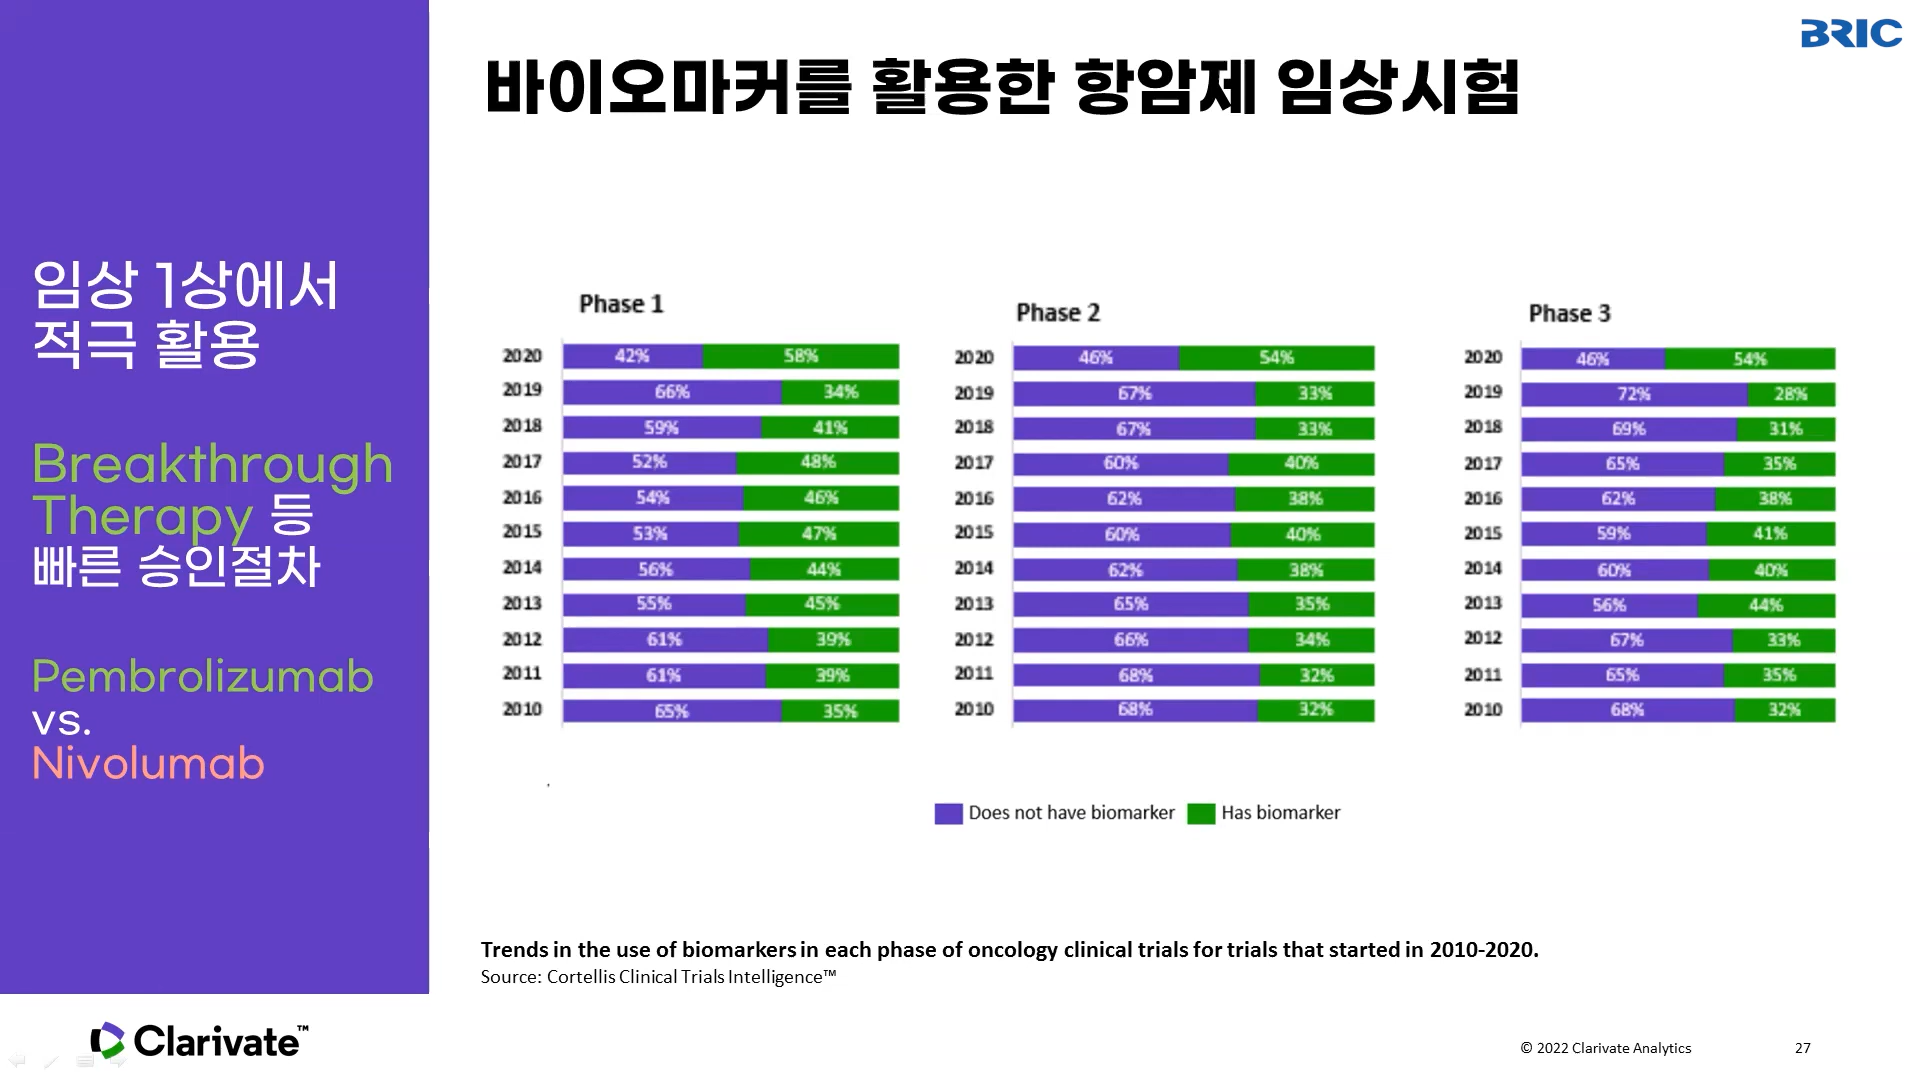 BRIC
바이오마커를 활용한 항암제 임상시험
임상 1상에서
적극 활용
Breakthrough
Therapy 등
빠른 승인절차
Pembrolizumab
vs.
Nivolumab
Phase 1
2020 42% 58%
2019 66% 34%
2018 59% 41%
2017 52% 48%
2016 54% 46%
2015 53% 47%
2014 56% 44%
2013 55% 45%
2012 61% 39%
2011 61% 39%
2010 65% 35%
Phase 2
2020 46% 54%
2019 67% 33%
2018 67% 33%
2017 60% 40%
2016 62% 38%
2015 60% 40%
2014 62% 38%
2013 65% 35%
2012 66% 34%
2011 68% 32%
2010 68% 32%
Phase 3
2020 46% 54%
2019 72% 28%
2018 69% 31%
2017 65% 35%
2016 62% 38%
2015 59% 41%
2014 60% 40%
2013 56% 44%
2012 67% 33%
2011 65% 35%
2010 68% 32%
Does not have biomarker Has biomarker
Trends in the use of biomarkers in each phase of oncology clinical trials for trials that started in 2010-2020.
Source: Cortellis Clinical Trials Intelligence™
Clarivate™
© 2022 Clarivate Analytics 27